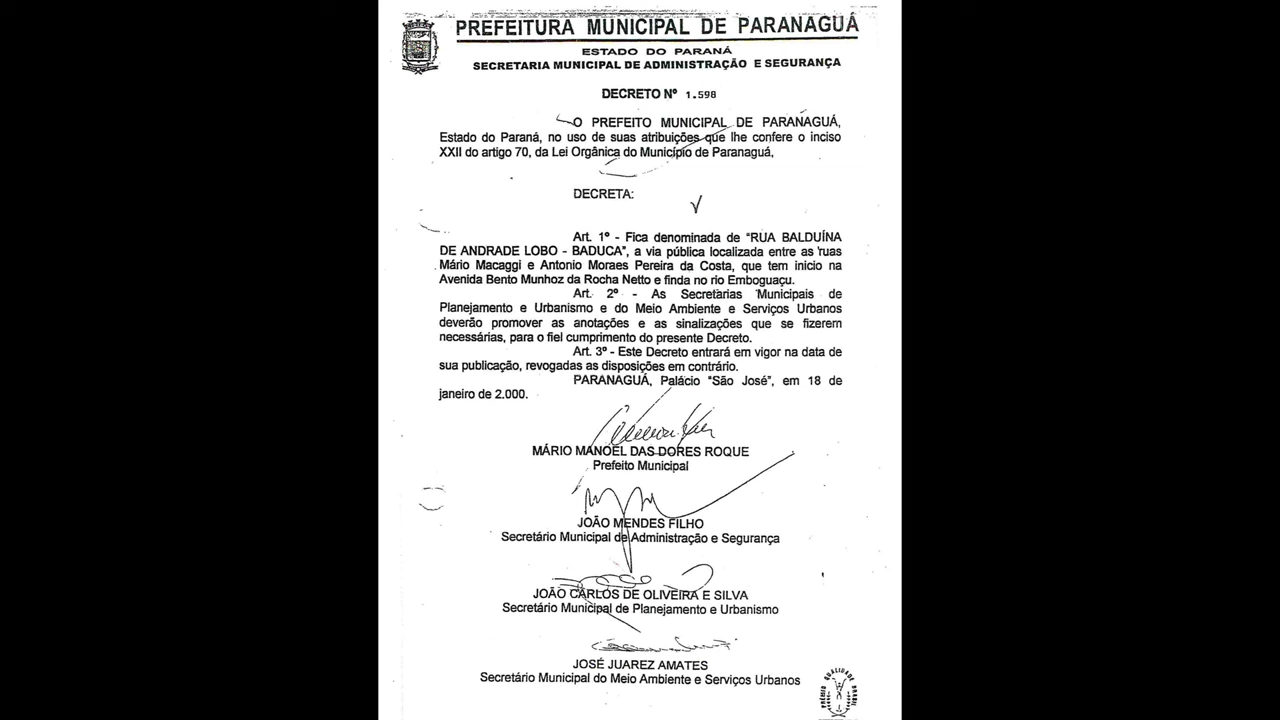 PREFEITURA MUNICIPAL DE PARANAGUÁ
ESTADO DO PARANÁ
SECRETARIA MUNICIPAL DE ADMINISTRAÇÃO E SEGURANÇA
DECRETO Nº 1.598
O PREFEITO MUNICIPAL DE PARANAGUÁ,
Estado do Paraná, no uso de suas atribuições que lhe confere o inciso
XXII do artigo 70, da Lei Orgânica do Município de Paranaguá,
DECRETA:
Art. 1º - Fica denominada de "RUA BALDUÍNA
DE ANDRADE LOBO - BADUCA", a via pública localizada entre as ruas
Mário Macaggi e Antonio Moraes Pereira da Costa, que tem inicio na
Avenida Bento Munhoz da Rocha Netto e finda no rio Emboguaçu.
Art. 2º - As Secretarias Municipais de
Planejamento e Urbanismo e do Meio Ambiente e Serviços Urbanos
deverão promover as anotações e as sinalizações que se fizerem
necessárias, para o fiel cumprimento do presente Decreto.
Art. 3º - Este Decreto entrará em vigor na data de
sua publicação, revogadas as disposições em contrário.
PARANAGUÁ, Palácio "São José", em 18 de
janeiro de 2.000.
MÁRIO MANOEL DAS DORES ROQUE
Prefeito Municipal
JOÃO MENDES FILHO
Secretário Municipal de Administração e Segurança
JOÃO CARLOS DE OLIVEIRA E SILVA
Secretário Municipal de Planejamento e Urbanismo
JOSÉ JUAREZ AMATES
Secretário Municipal do Meio Ambiente e Serviços Urbanos
PRÊMIO QUALIDADE BRASIL